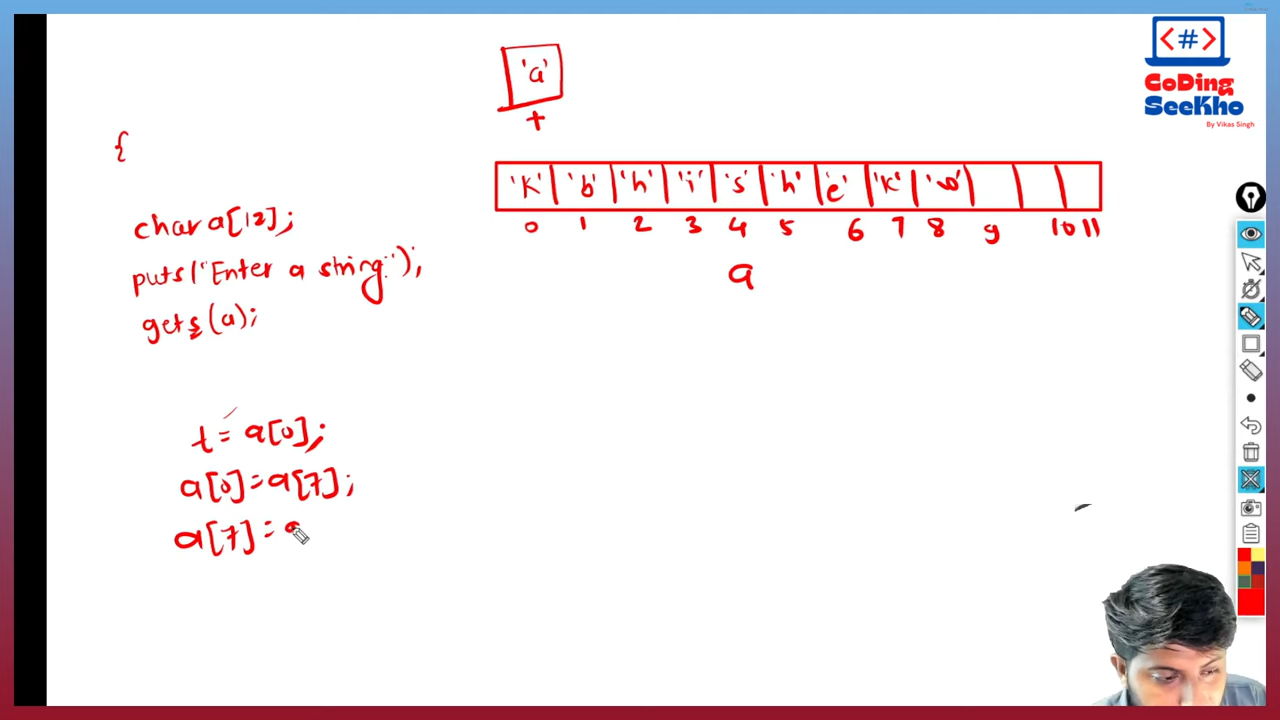 'a'
t
{
'K' 'b' 'h' 'i' 's' 'h' 'e' 'K' '\0'
0 1 2 3 4 5 6 7 8 9 10 11
a
char a[12];
puts("Enter a string:");
gets(a);
t = a[0];
a[0] = a[7];
a[7] =
<#>
CoDing
SeeKho
By Vikas Singh